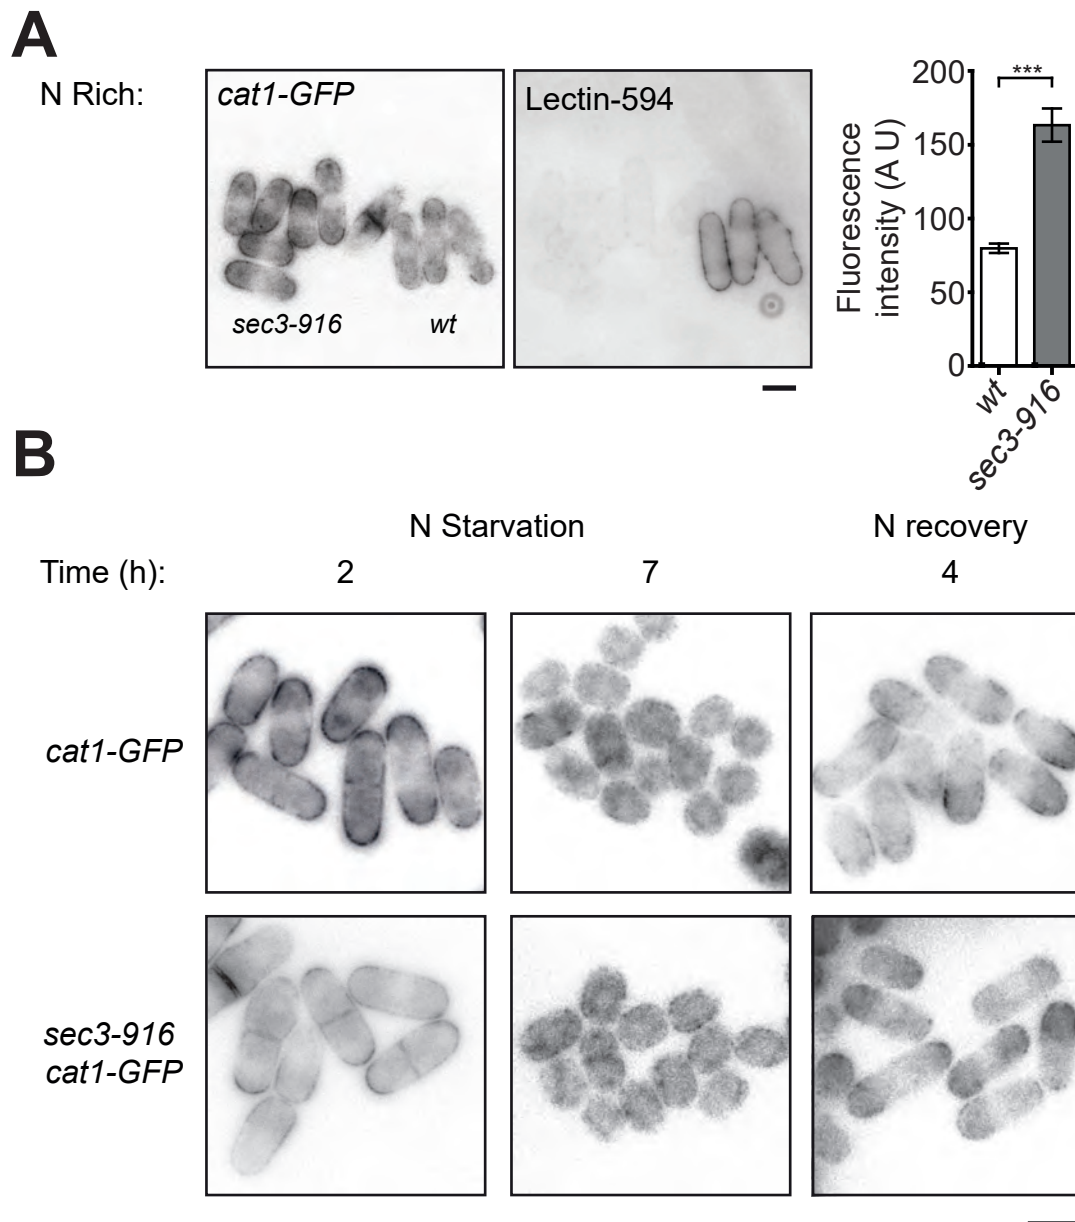 A
N Rich:
cat1-GFP
sec3-916 wt
Lectin-594
Fluorescence
intensity (A U)
200
150
100
50
0
***
wt
sec3-916
B
N Starvation N recovery
Time (h): 2 7 4
cat1-GFP
sec3-916
cat1-GFP